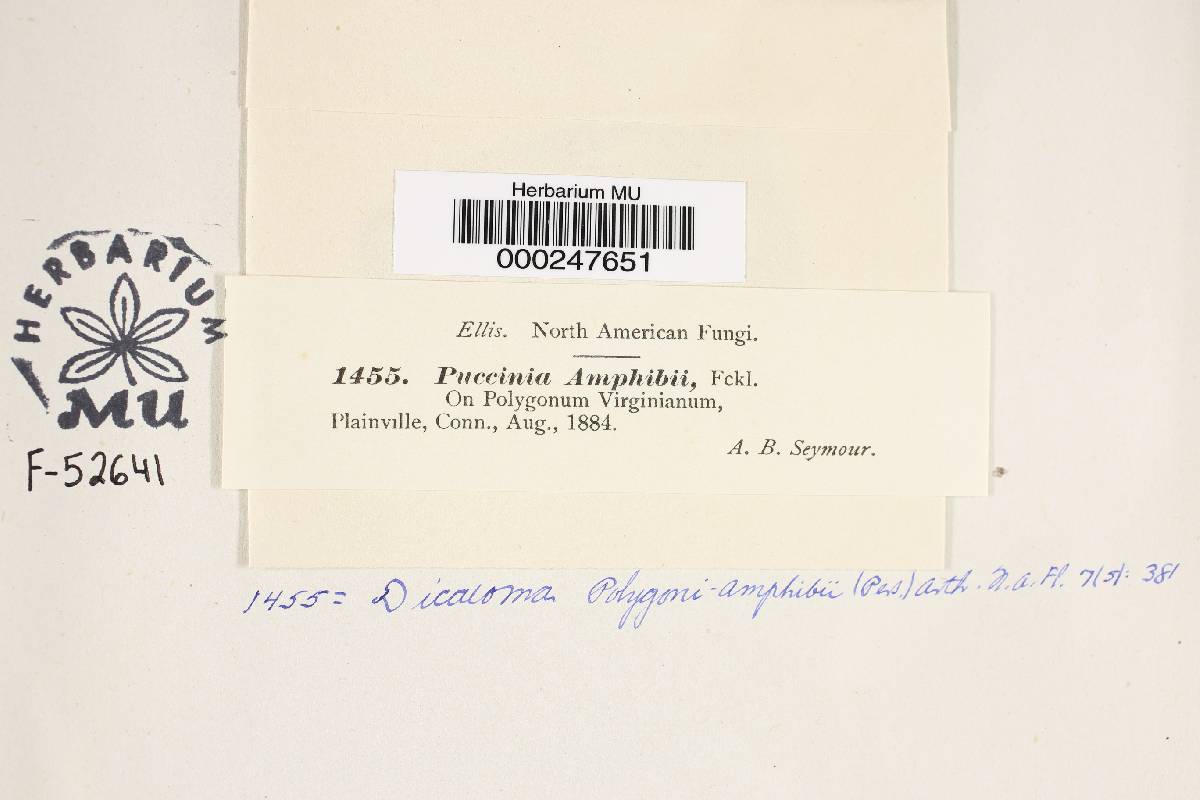 Herbarium MU
000247651
HERBARIUM
MU
F-52641
Ellis. North American Fungi.
1455. Puccinia Amphibii, Fckl.
On Polygonum Virginianum,
Plainville, Conn., Aug., 1884.
A. B. Seymour.
1455 = Dicaeoma Polygoni-amphibii (Pers.) Arth. N.A. Fl. 7(5): 381